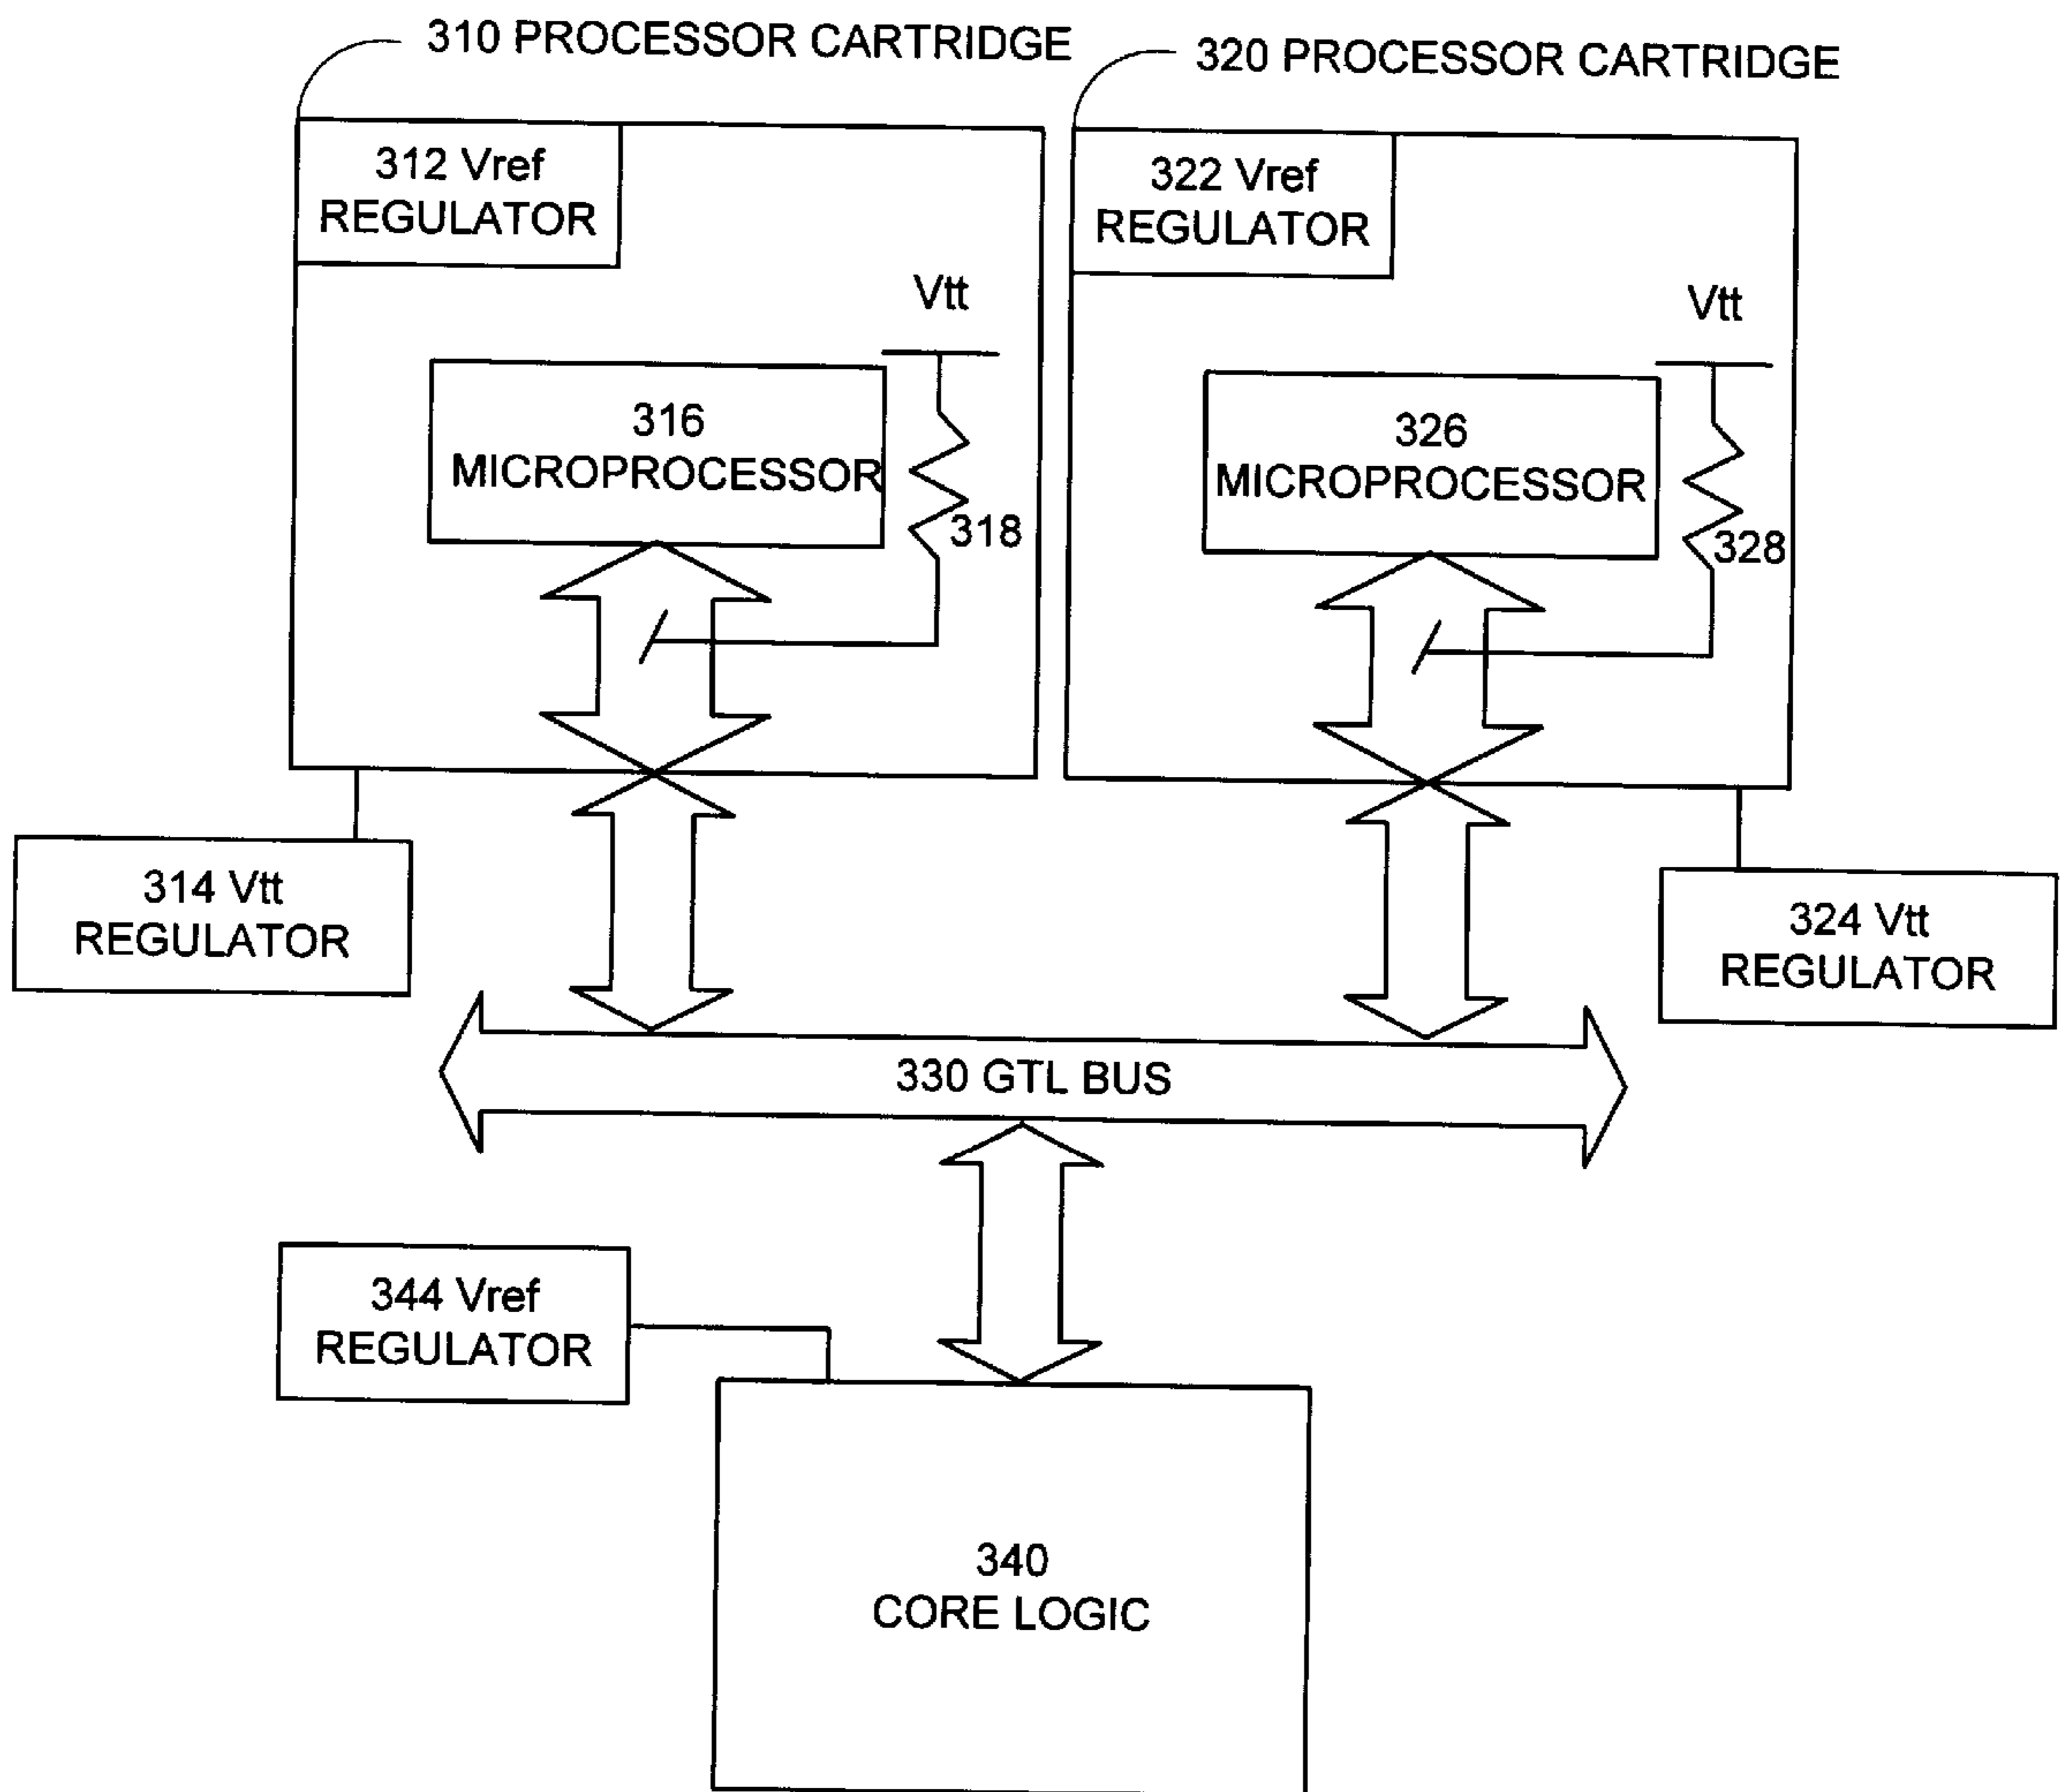 310 PROCESSOR CARTRIDGE
320 PROCESSOR CARTRIDGE
312 Vref
REGULATOR
322 Vref
REGULATOR
Vtt
Vtt
316
MICROPROCESSOR
326
MICROPROCESSOR
318
328
314 Vtt
REGULATOR
324 Vtt
REGULATOR
330 GTL BUS
344 Vref
REGULATOR
340
CORE LOGIC